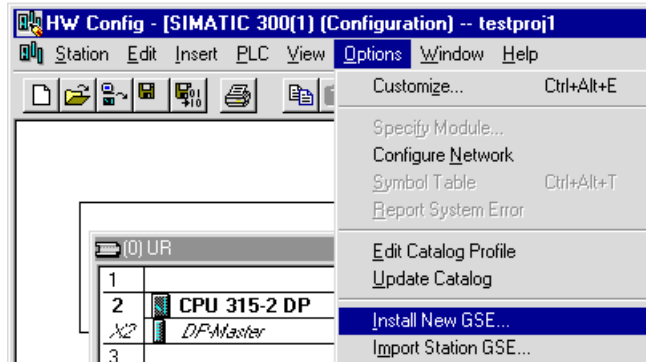 HW Config - [SIMATIC 300(1) (Configuration) -- testproj1
Station Edit Insert PLC View Options Window Help
Customize... Ctrl+Alt+E
Specify Module...
Configure Network
Symbol Table Ctrl+Alt+T
Report System Error
(0) UR
Edit Catalog Profile
1
Update Catalog
2 CPU 315-2 DP
X2 DP-Master
Install New GSE...
3
Import Station GSE...